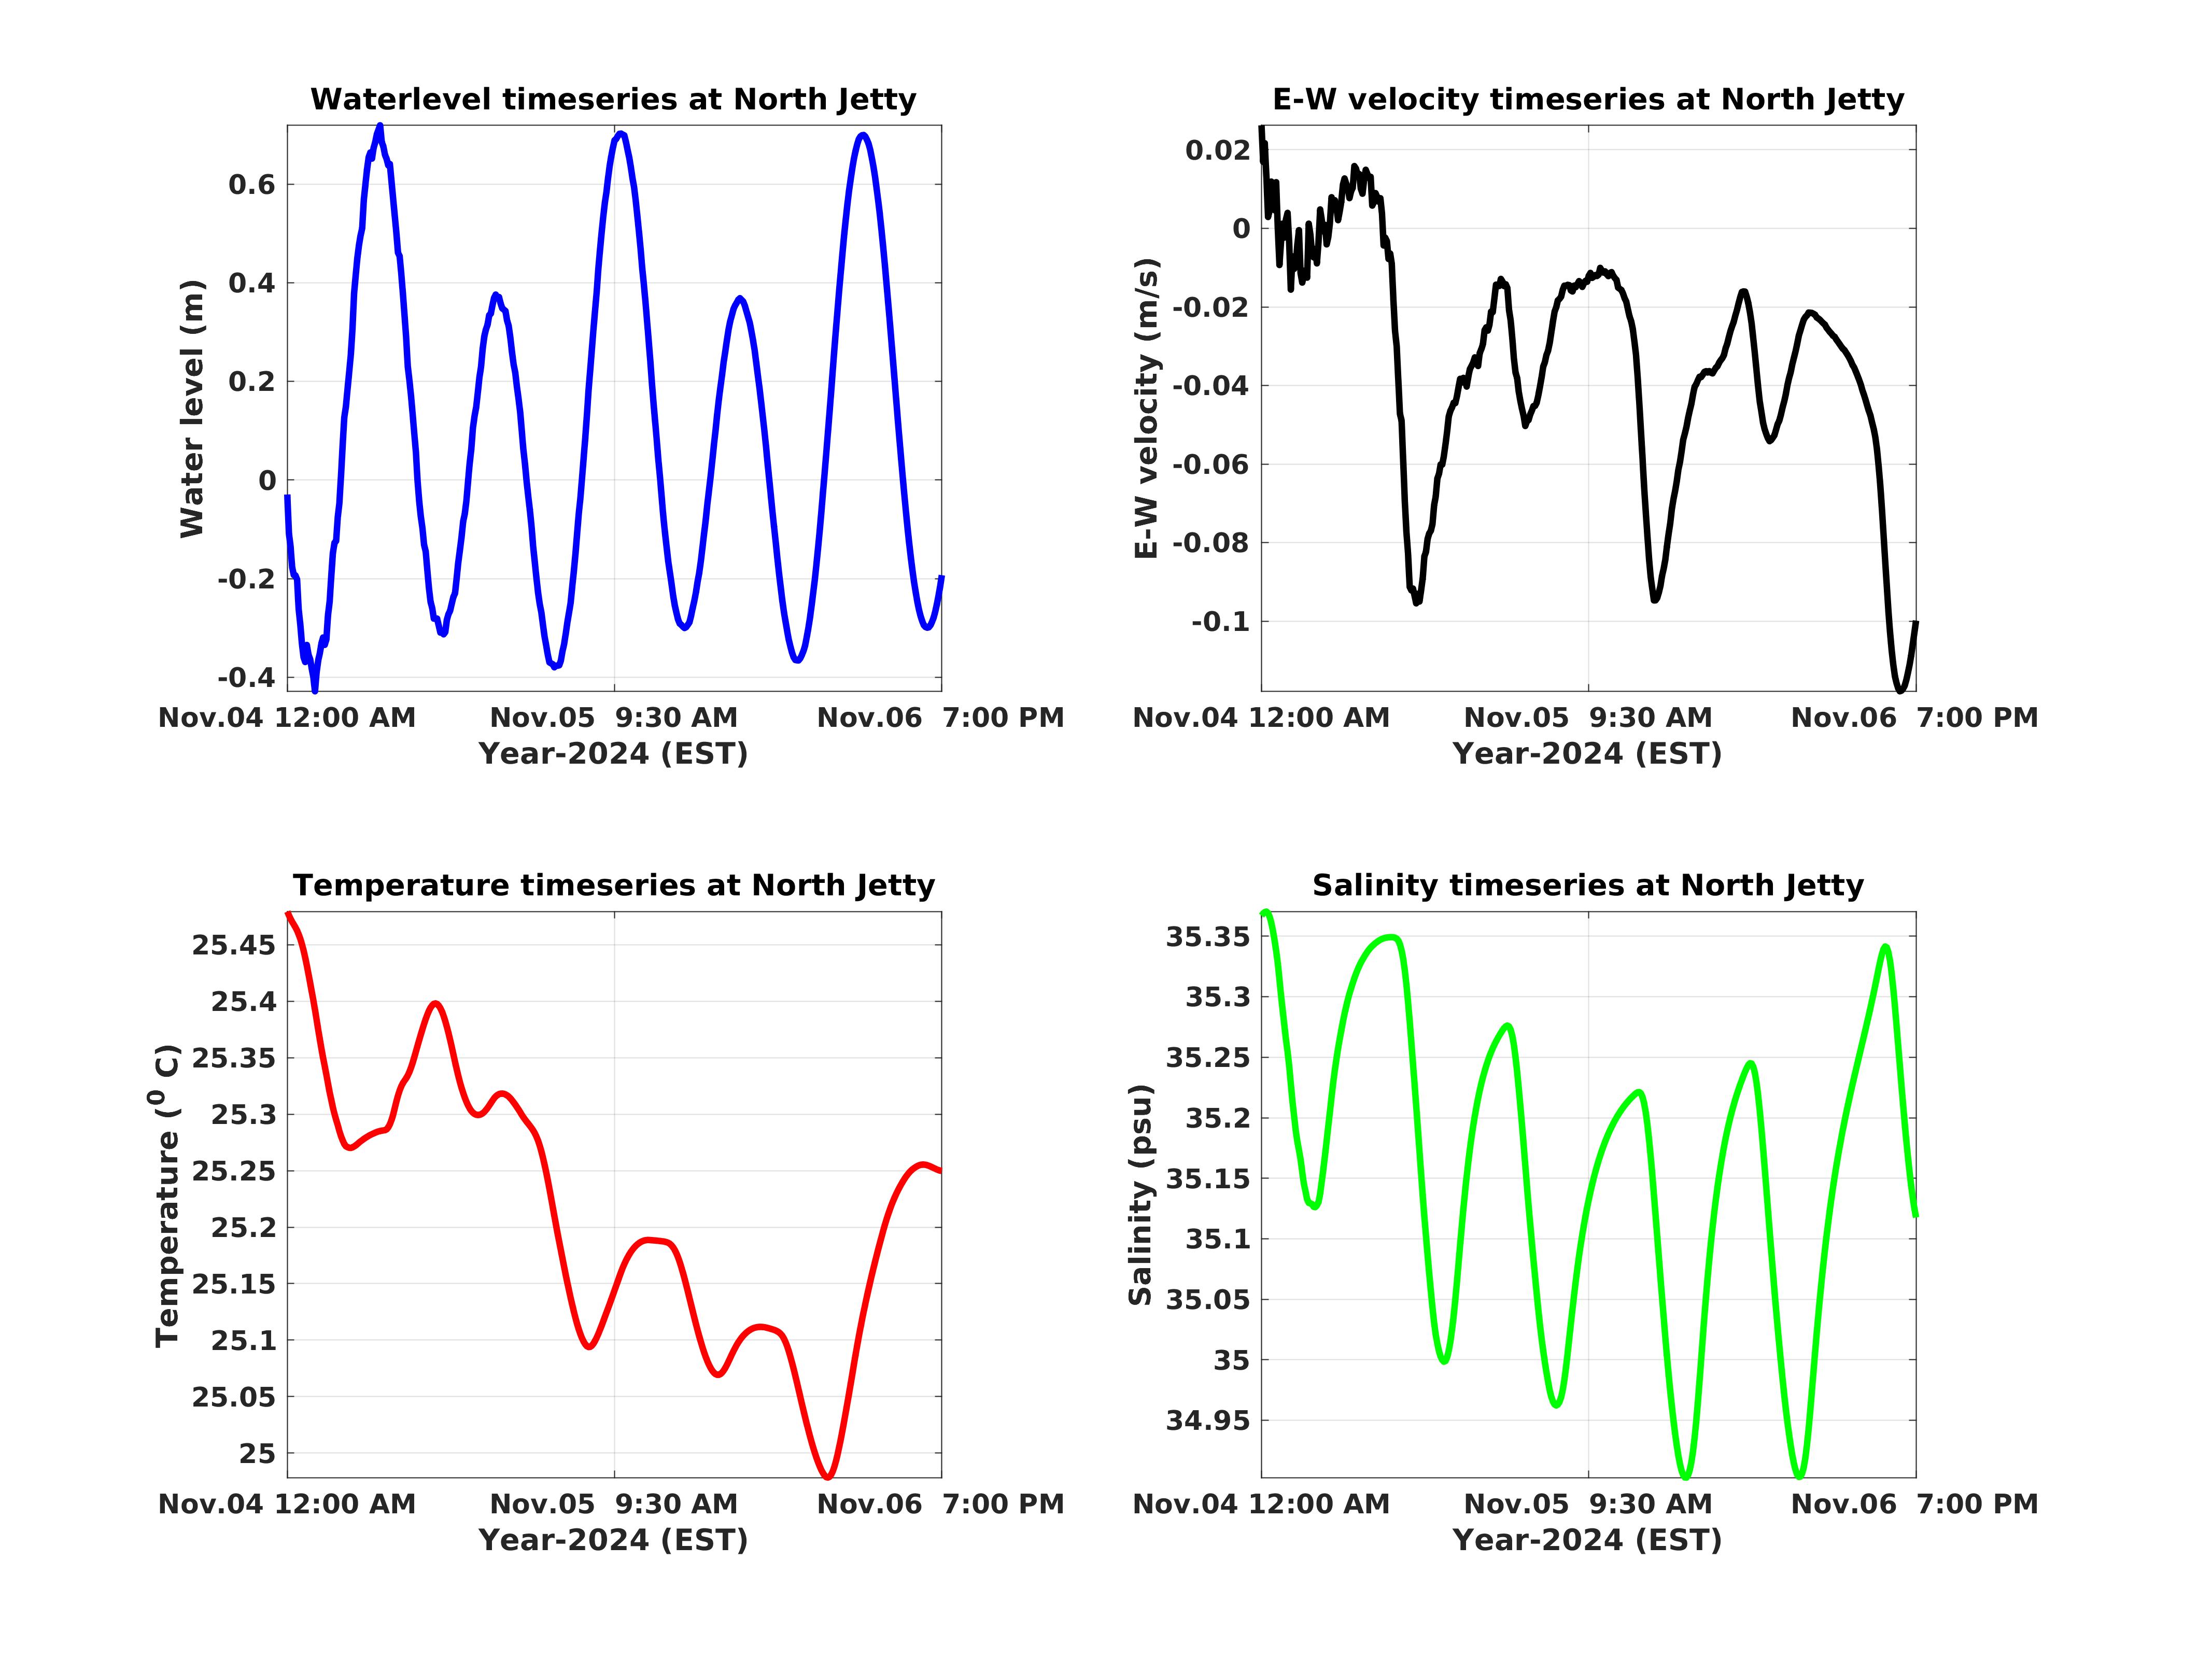 Waterlevel timeseries at North Jetty
Water level (m)
0.6
0.4
0.2
0
-0.2
-0.4
Nov.04 12:00 AM
Nov.05 9:30 AM
Nov.06 7:00 PM
Year-2024 (EST)
E-W velocity timeseries at North Jetty
E-W velocity (m/s)
0.02
0
-0.02
-0.04
-0.06
-0.08
-0.1
Nov.04 12:00 AM
Nov.05 9:30 AM
Nov.06 7:00 PM
Year-2024 (EST)
Temperature timeseries at North Jetty
Temperature (⁰ C)
25.45
25.4
25.35
25.3
25.25
25.2
25.15
25.1
25.05
25
Nov.04 12:00 AM
Nov.05 9:30 AM
Nov.06 7:00 PM
Year-2024 (EST)
Salinity timeseries at North Jetty
Salinity (psu)
35.35
35.3
35.25
35.2
35.15
35.1
35.05
35
34.95
Nov.04 12:00 AM
Nov.05 9:30 AM
Nov.06 7:00 PM
Year-2024 (EST)